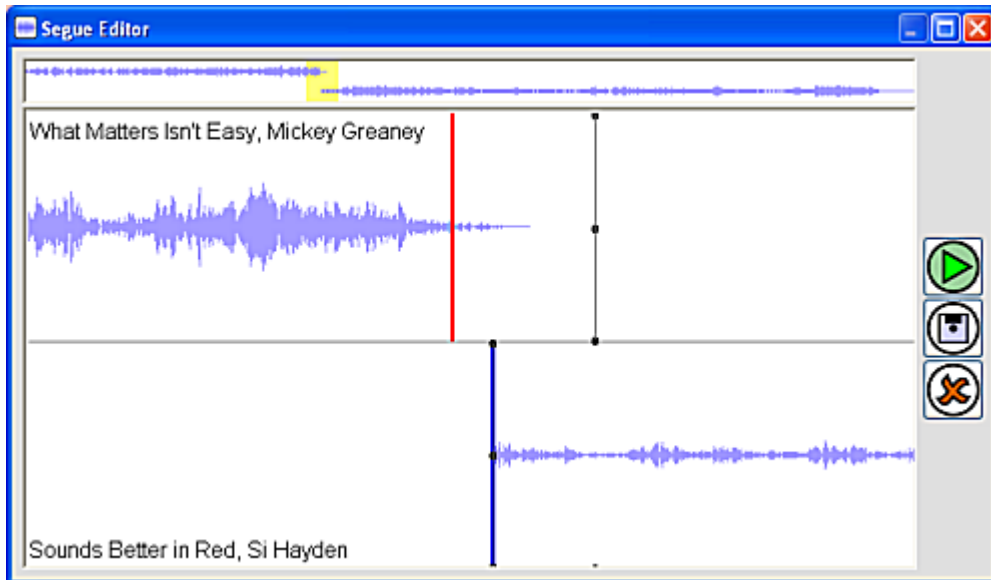 Segue Editor
What Matters Isn't Easy, Mickey Greaney
Sounds Better in Red, Si Hayden